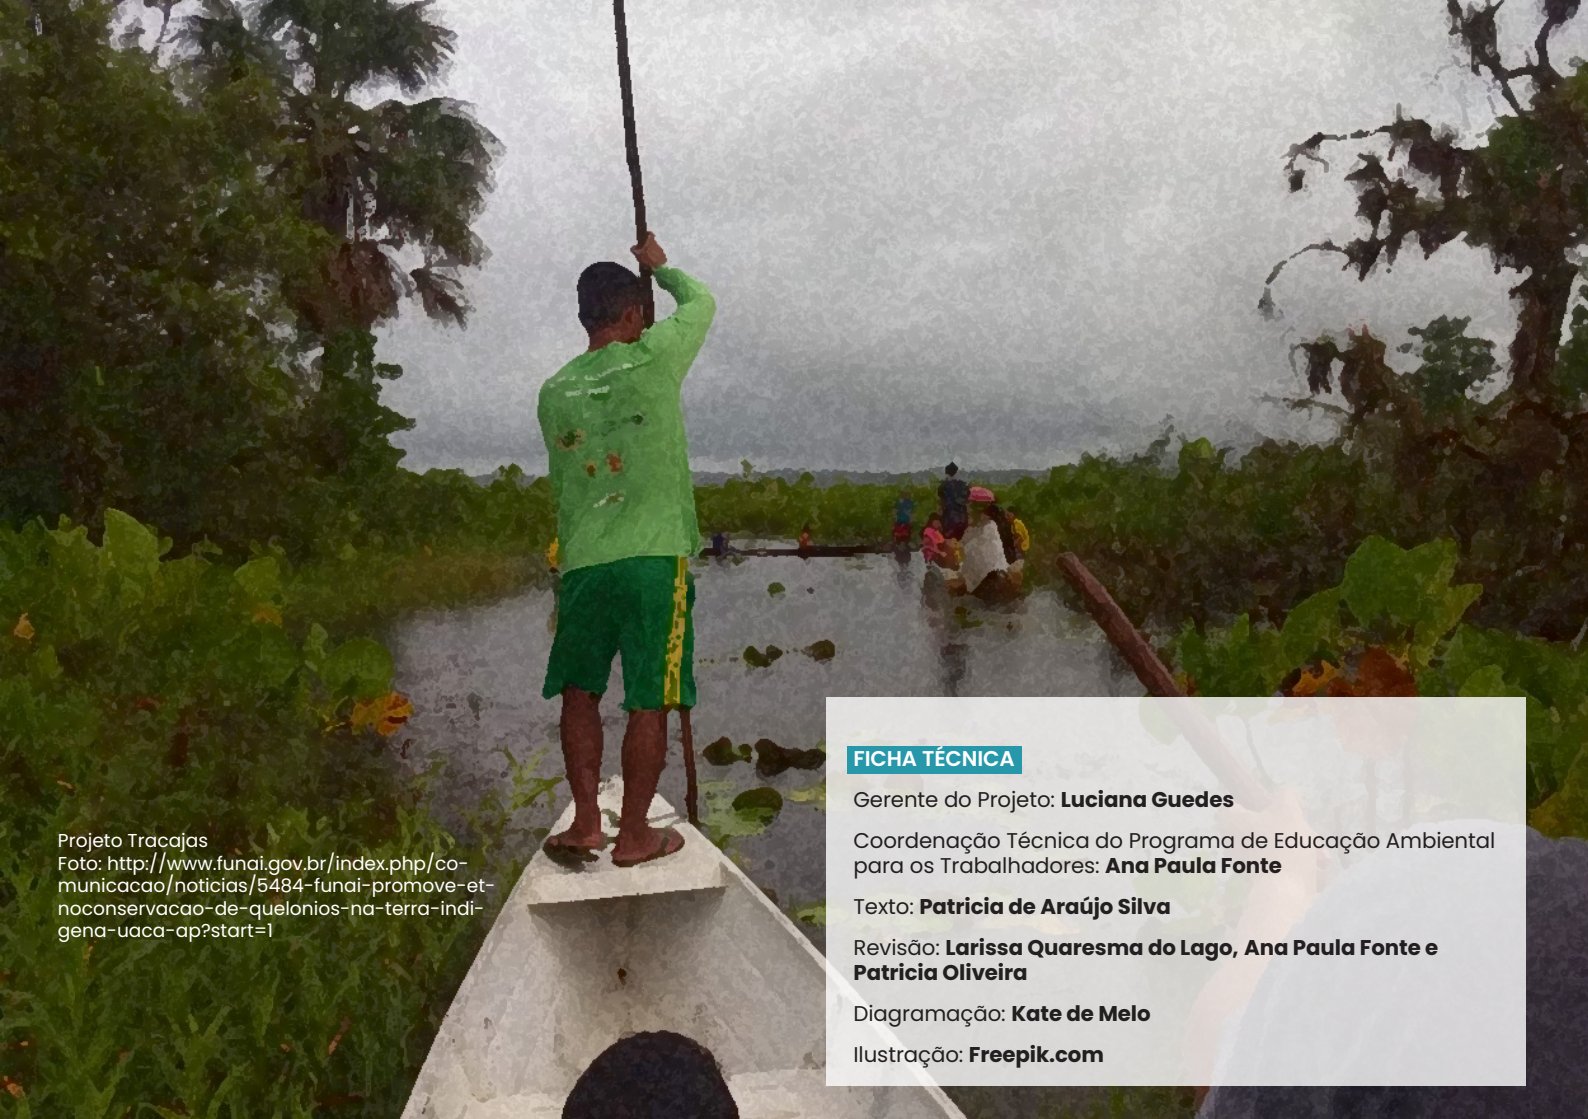 Projeto Tracajas
Foto: http://www.funai.gov.br/index.php/co-
municacao/noticias/5484-funai-promove-et-
noconservacao-de-quelonios-na-terra-indi-
gena-uaca-ap?start=1
FICHA TÉCNICA
Gerente do Projeto: Luciana Guedes
Coordenação Técnica do Programa de Educação Ambiental
para os Trabalhadores: Ana Paula Fonte
Texto: Patricia de Araújo Silva
Revisão: Larissa Quaresma do Lago, Ana Paula Fonte e
Patricia Oliveira
Diagramação: Kate de Melo
Ilustração: Freepik.com